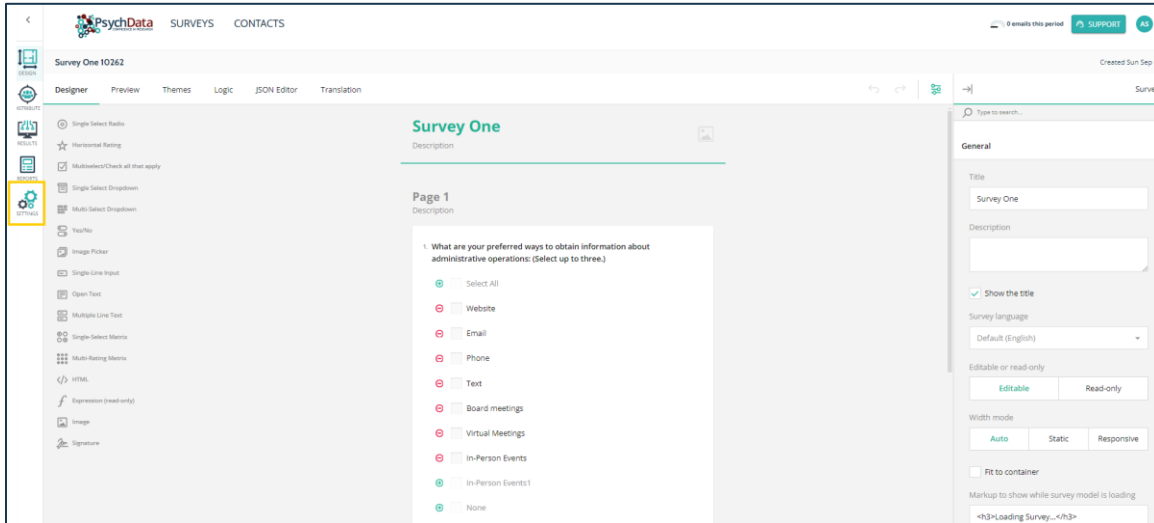 PsychData
CONFIDENCE IN RESEARCH
SURVEYS
CONTACTS
0 emails this period
SUPPORT
AS
DESIGN
DISTRIBUTE
RESULTS
REPORTS
SETTINGS
Survey One 10262
Created Sun Sep
Designer
Preview
Themes
Logic
JSON Editor
Translation
Surve
Single Select Radio
Horizontal Rating
Multiselect/Check all that apply
Single Select Dropdown
Multi-Select Dropdown
Yes/No
Image Picker
Single-Line Input
Open Text
Multiple Line Text
Single-Select Matrix
Multi-Rating Matrix
</> HTML
Expression (read-only)
Image
Signature
Survey One
Description
Page 1
Description
1. What are your preferred ways to obtain information about
administrative operations: (Select up to three.)
Select All
Website
Email
Phone
Text
Board meetings
Virtual Meetings
In-Person Events
In-Person Events1
None
Type to search...
General
Title
Survey One
Description
Show the title
Survey language
Default (English)
Editable or read-only
Editable
Read-only
Width mode
Auto
Static
Responsive
Fit to container
Markup to show while survey model is loading
<h3>Loading Survey...</h3>